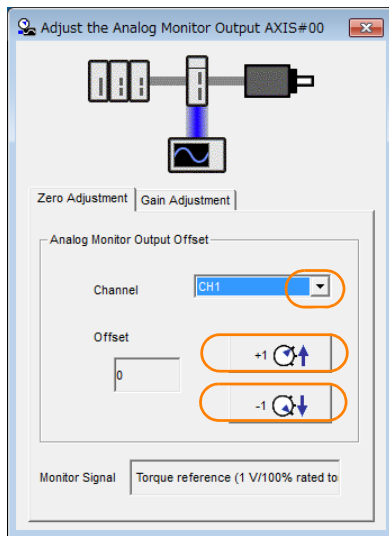 Adjust the Analog Monitor Output AXIS#00
Zero Adjustment
Gain Adjustment
Analog Monitor Output Offset
Channel
CH1
Offset
0
+1
-1
Monitor Signal
Torque reference (1 V/100% rated to